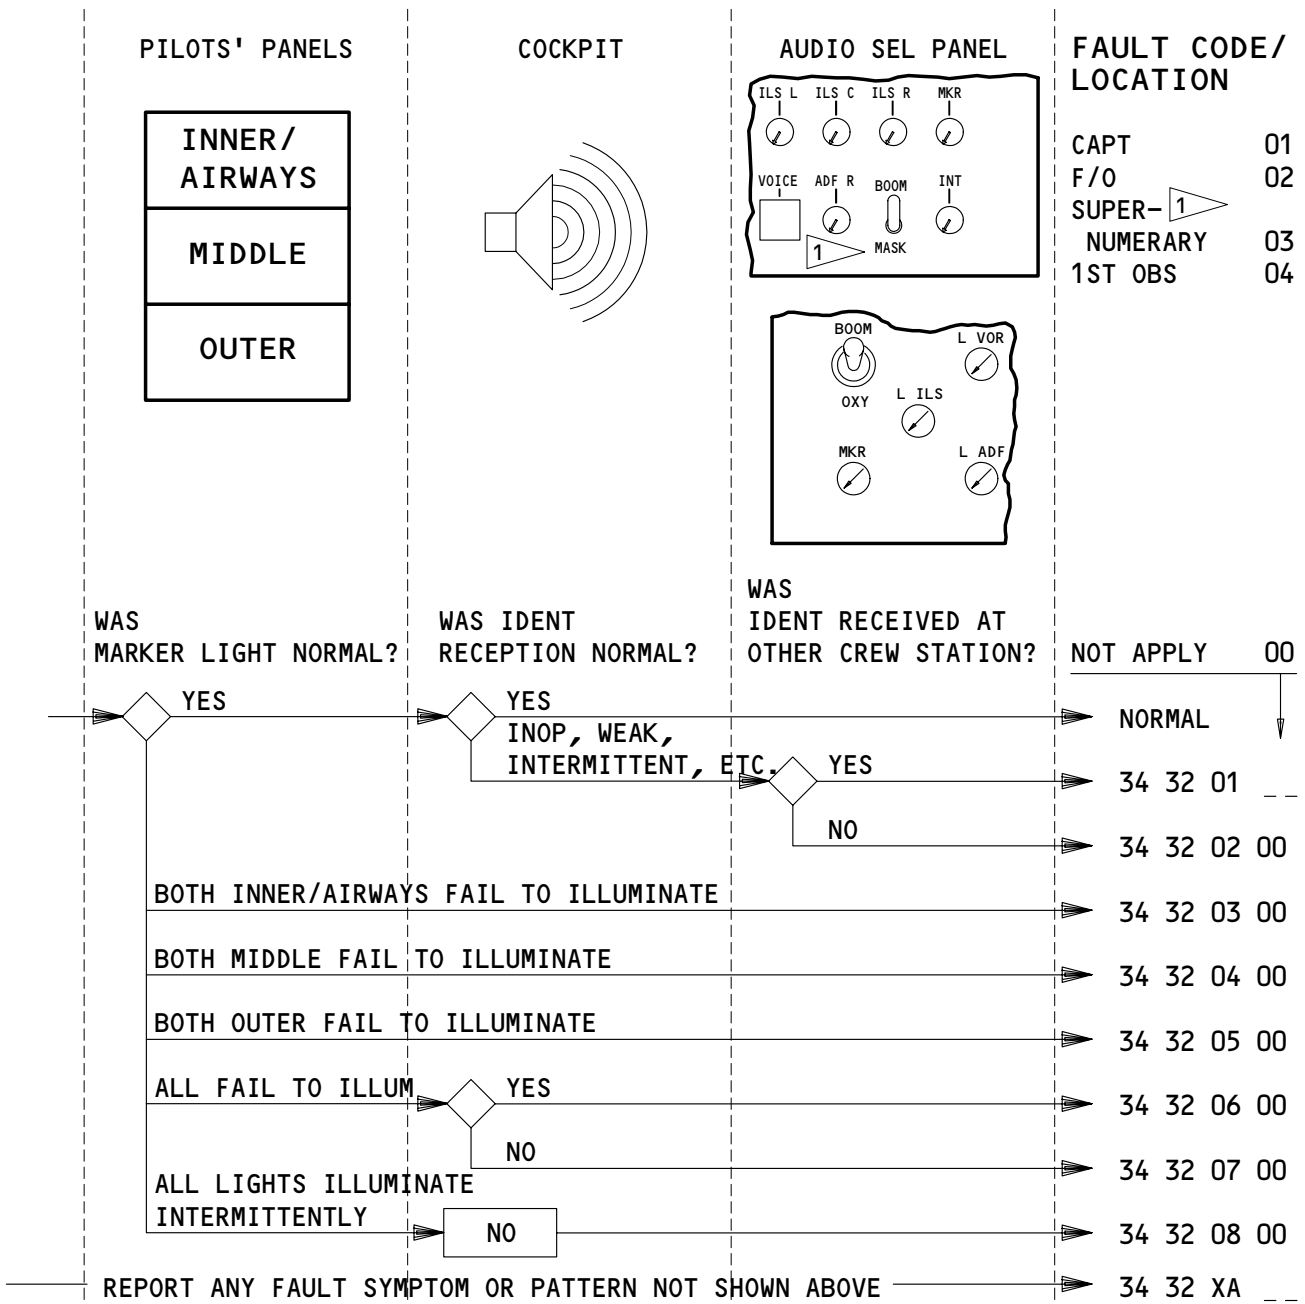 PILOTS' PANELS
COCKPIT
AUDIO SEL PANEL
FAULT CODE/
LOCATION
INNER/
AIRWAYS
MIDDLE
OUTER
ILS L ILS C ILS R MKR
VOICE ADF R BOOM INT
1
MASK
BOOM
L VOR
OXY
L ILS
MKR
L ADF
CAPT 01
F/O 02
SUPER- 1
NUMERARY 03
1ST OBS 04
WAS
MARKER LIGHT NORMAL?
WAS IDENT
RECEPTION NORMAL?
WAS
IDENT RECEIVED AT
OTHER CREW STATION?
NOT APPLY 00
YES
YES
NORMAL
INOP, WEAK,
INTERMITTENT, ETC.
YES
34 32 01 _ _
NO
34 32 02 00
BOTH INNER/AIRWAYS FAIL TO ILLUMINATE
34 32 03 00
BOTH MIDDLE FAIL TO ILLUMINATE
34 32 04 00
BOTH OUTER FAIL TO ILLUMINATE
34 32 05 00
ALL FAIL TO ILLUM
YES
34 32 06 00
NO
34 32 07 00
ALL LIGHTS ILLUMINATE
INTERMITTENTLY
NO
34 32 08 00
REPORT ANY FAULT SYMPTOM OR PATTERN NOT SHOWN ABOVE
34 32 XA _ _